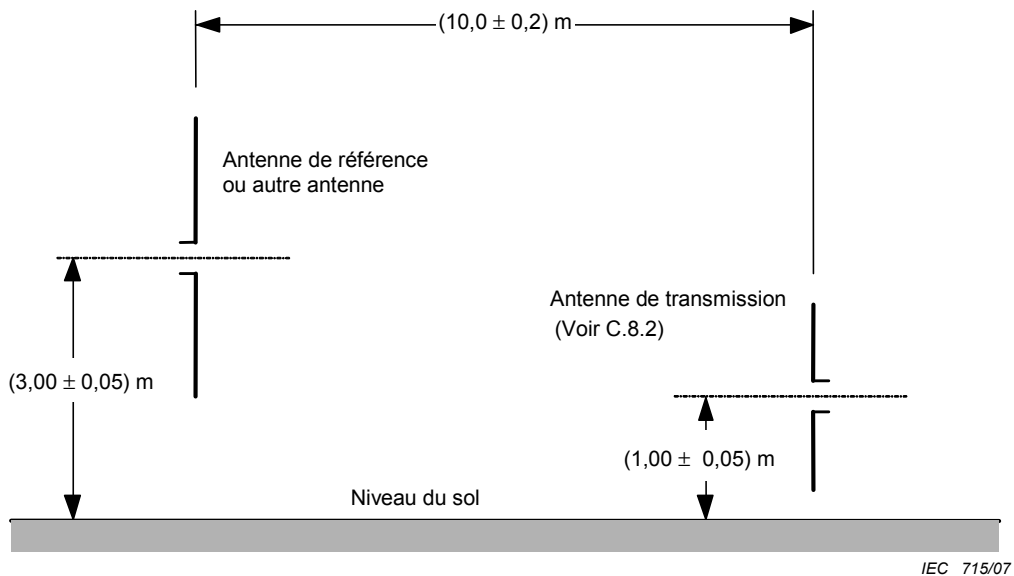 (10,0 ± 0,2) m
Antenne de référence
ou autre antenne
Antenne de transmission
(Voir C.8.2)
(3,00 ± 0,05) m
(1,00 ± 0,05) m
Niveau du sol
IEC 715/07